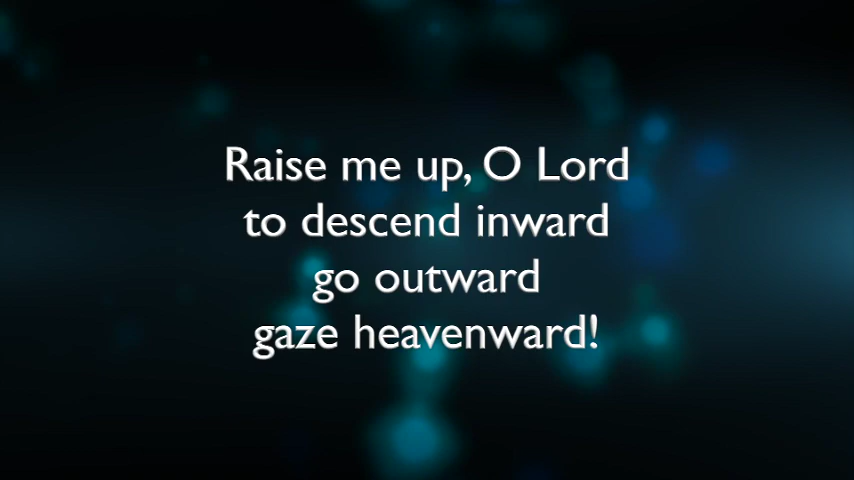 Raise me up, O Lord
to descend inward
go outward
gaze heavenward!